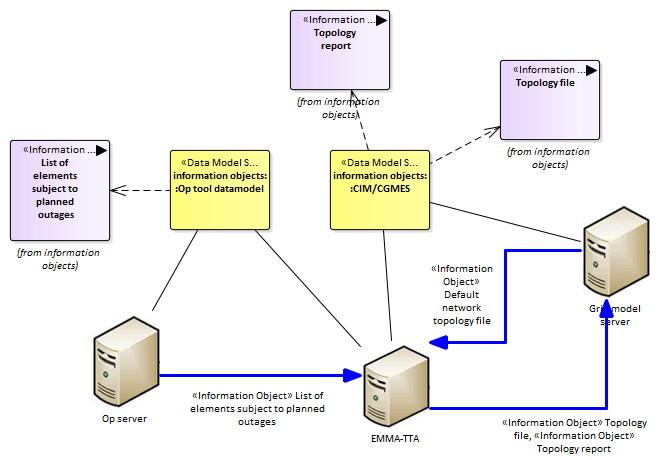 «Information ...
Topology
report
(from information
objects)
«Information ...
Topology file
(from information
objects)
«Information ...
List of
elements
subject to
planned
outages
(from information
objects)
«Data Model S...
information objects:
:Op tool datamodel
«Data Model S...
information objects:
:CIM/CGMES
«Information
Object»
Default
network
topology file
server
Op server
«Information Object» List of
elements subject to planned
outages
EMMA-TTA
«Information Object» Topology
file, «Information Object»
Topology report